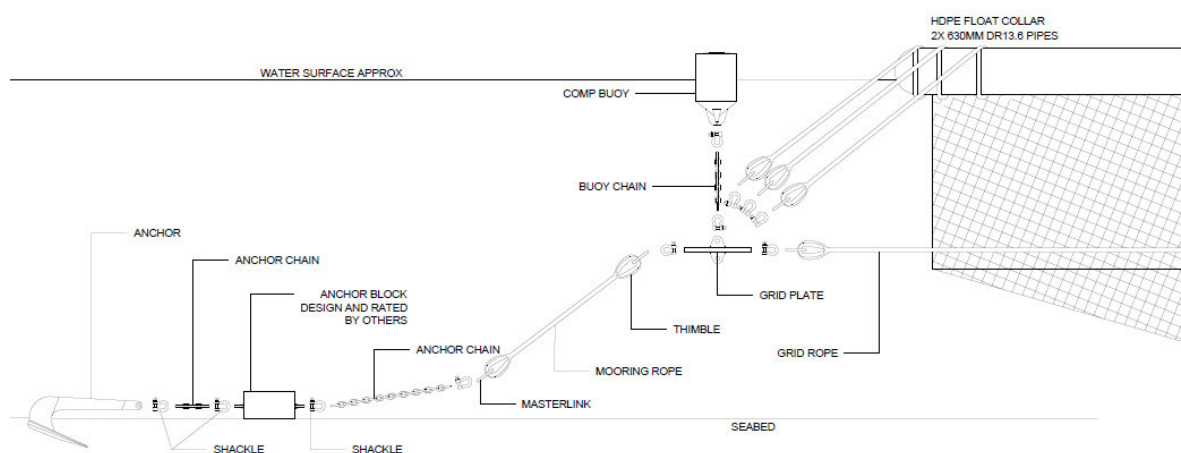 HDPE FLOAT COLLAR
2X 630MM DR13.6 PIPES
WATER SURFACE APPROX
COMP BUOY
BUOY CHAIN
ANCHOR
ANCHOR CHAIN
ANCHOR BLOCK
DESIGN AND RATED
BY OTHERS
GRID PLATE
THIMBLE
ANCHOR CHAIN
GRID ROPE
MOORING ROPE
MASTERLINK
SEABED
SHACKLE
SHACKLE